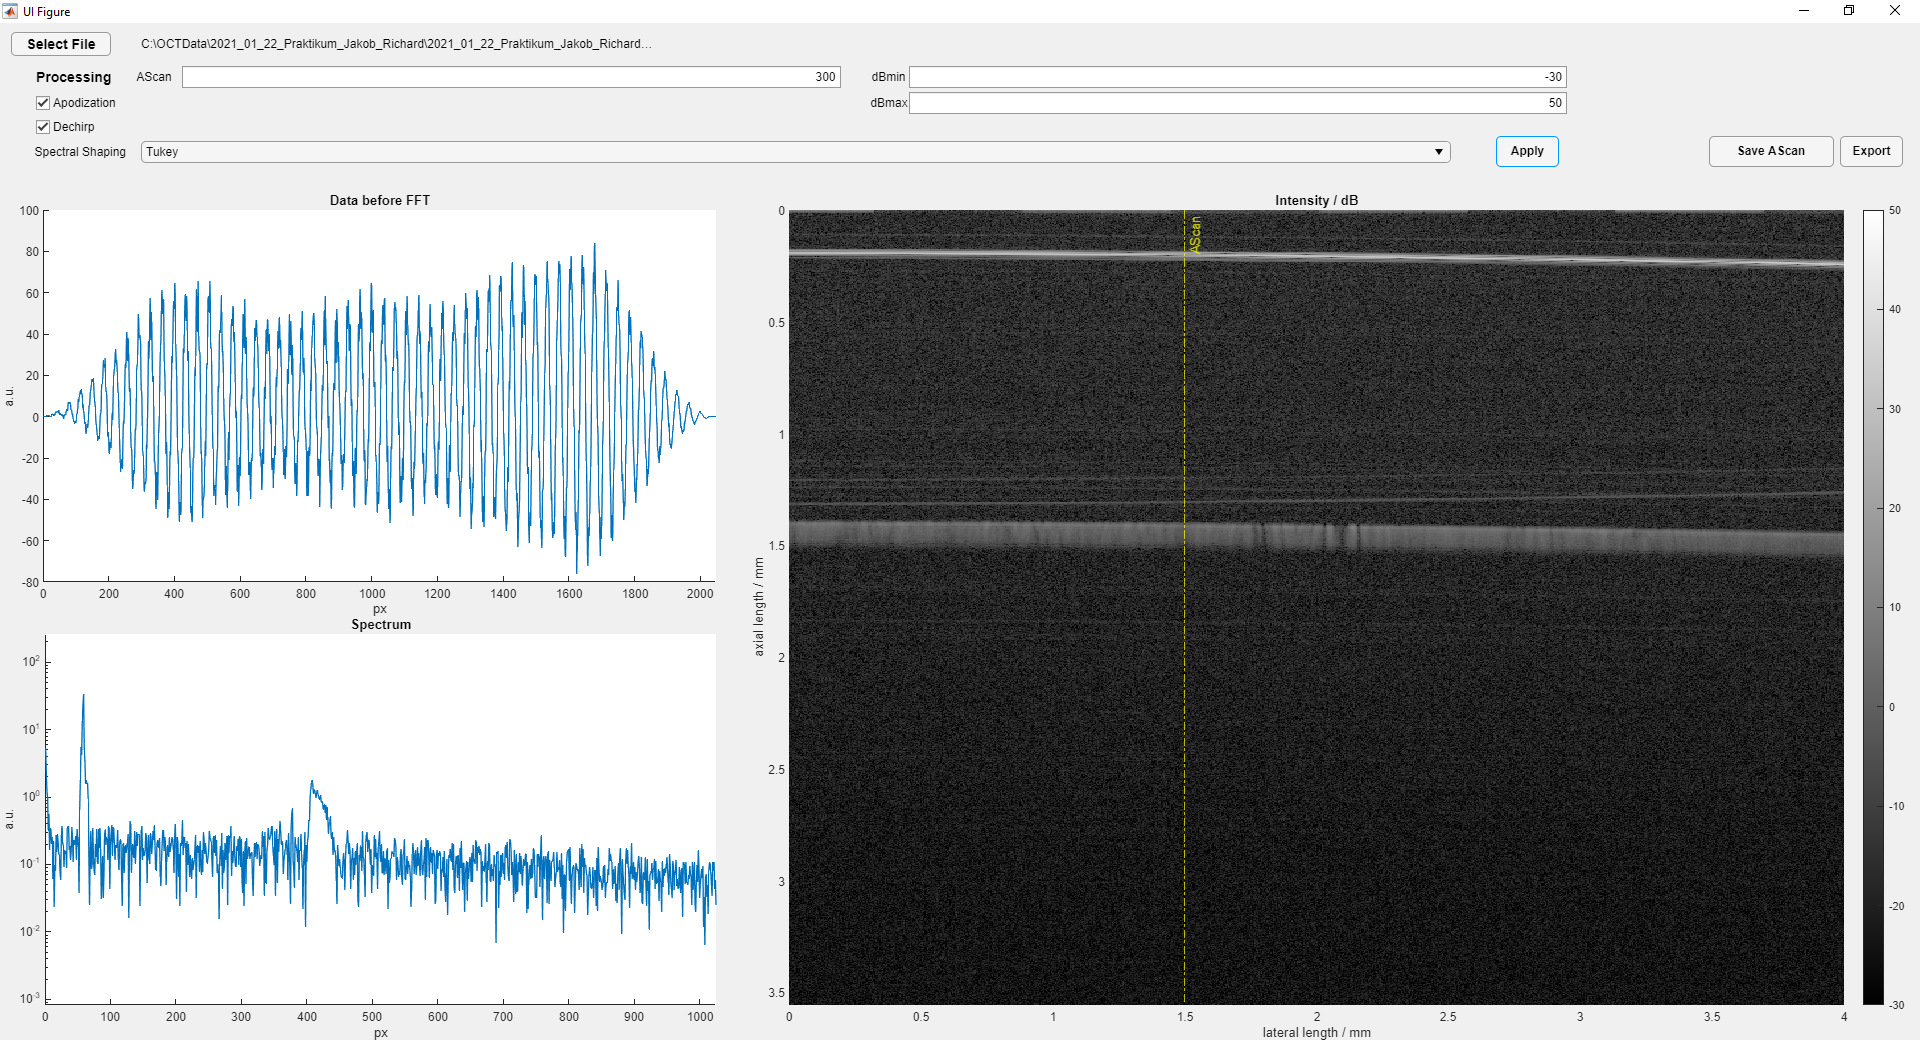 UI Figure
Select File
C:\OCTData\2021_01_22_Praktikum_Jakob_Richard\2021_01_22_Praktikum_Jakob_Richard...
Processing
AScan
300
dBmin
-30
Apodization
dBmax
50
Dechirp
Spectral Shaping
Tukey
Apply
Save AScan
Export
Data before FFT
100
80
60
40
20
0
-20
-40
-60
-80
a.u.
0 200 400 600 800 1000 1200 1400 1600 1800 2000
px
Spectrum
10^2
10^1
10^0
10^-1
10^-2
10^-3
a.u.
0 100 200 300 400 500 600 700 800 900 1000
px
Intensity / dB
AScan
0
0.5
1
1.5
2
2.5
3
3.5
axial length / mm
0 0.5 1 1.5 2 2.5 3 3.5 4
lateral length / mm
50
40
30
20
10
0
-10
-20
-30